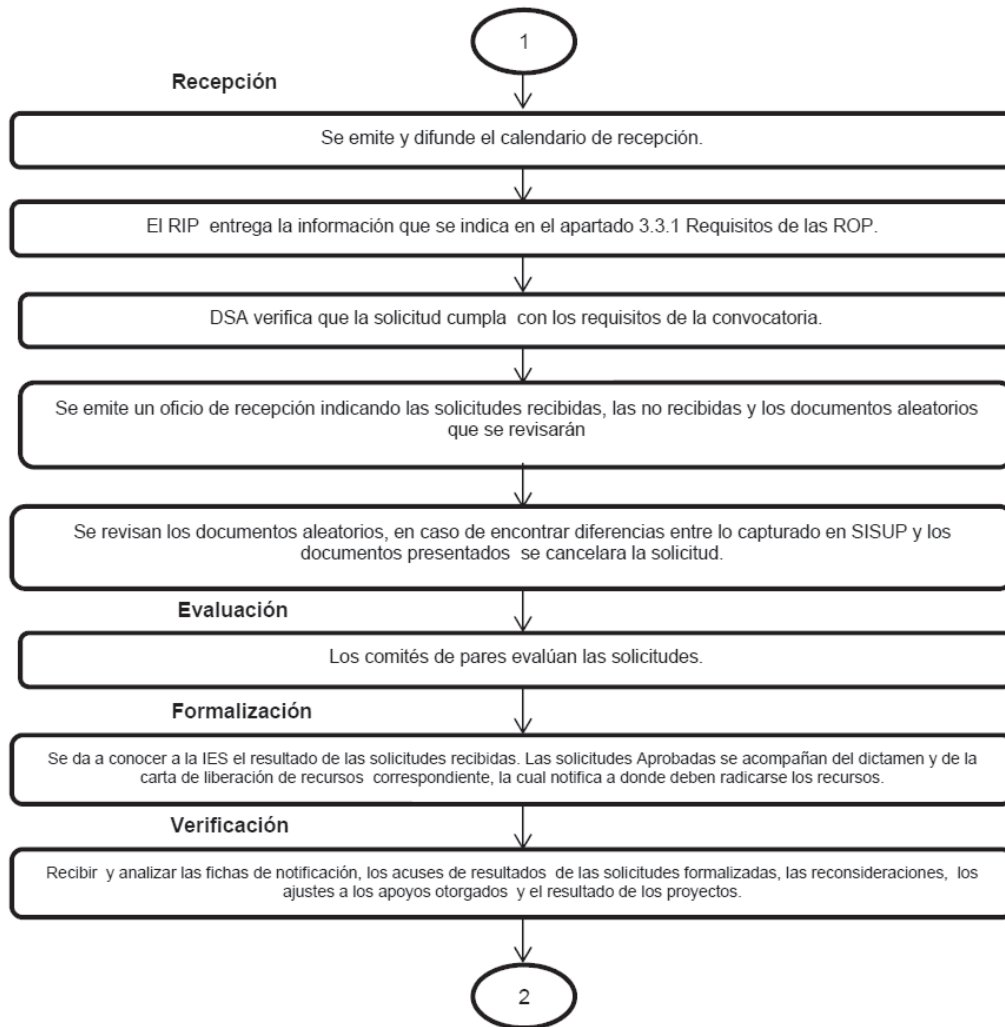 1
Recepción
Se emite y difunde el calendario de recepción.
El RIP entrega la información que se indica en el apartado 3.3.1 Requisitos de las ROP.
DSA verifica que la solicitud cumpla con los requisitos de la convocatoria.
Se emite un oficio de recepción indicando las solicitudes recibidas, las no recibidas y los documentos aleatorios
que se revisarán
Se revisan los documentos aleatorios, en caso de encontrar diferencias entre lo capturado en SISUP y los
documentos presentados se cancelara la solicitud.
Evaluación
Los comités de pares evalúan las solicitudes.
Formalización
Se da a conocer a la IES el resultado de las solicitudes recibidas. Las solicitudes Aprobadas se acompañan del dictamen y de la
carta de liberación de recursos correspondiente, la cual notifica a donde deben radicarse los recursos.
Verificación
Recibir y analizar las fichas de notificación, los acuses de resultados de las solicitudes formalizadas, las reconsideraciones, los
ajustes a los apoyos otorgados y el resultado de los proyectos.
2